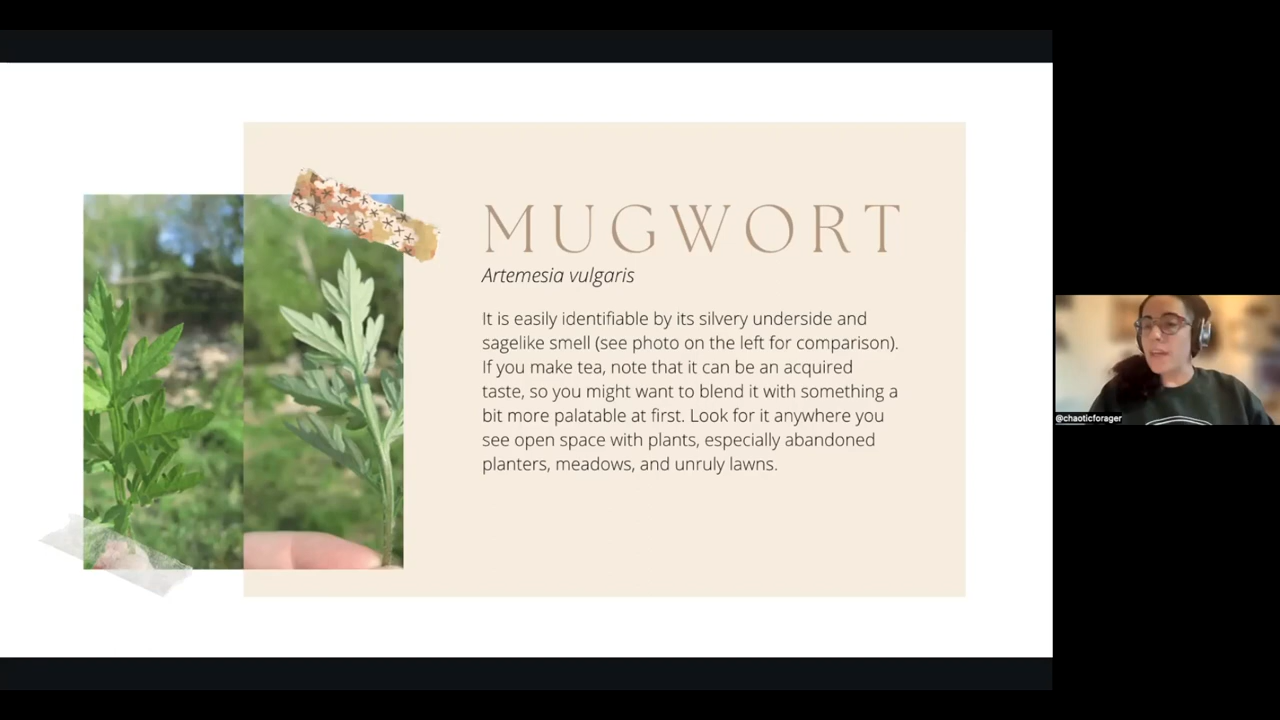 MUGWORT
Artemesia vulgaris
It is easily identifiable by its silvery underside and
sagelike smell (see photo on the left for comparison).
If you make tea, note that it can be an acquired
taste, so you might want to blend it with something a
bit more palatable at first. Look for it anywhere you
see open space with plants, especially abandoned
planters, meadows, and unruly lawns.
@chaoticforager